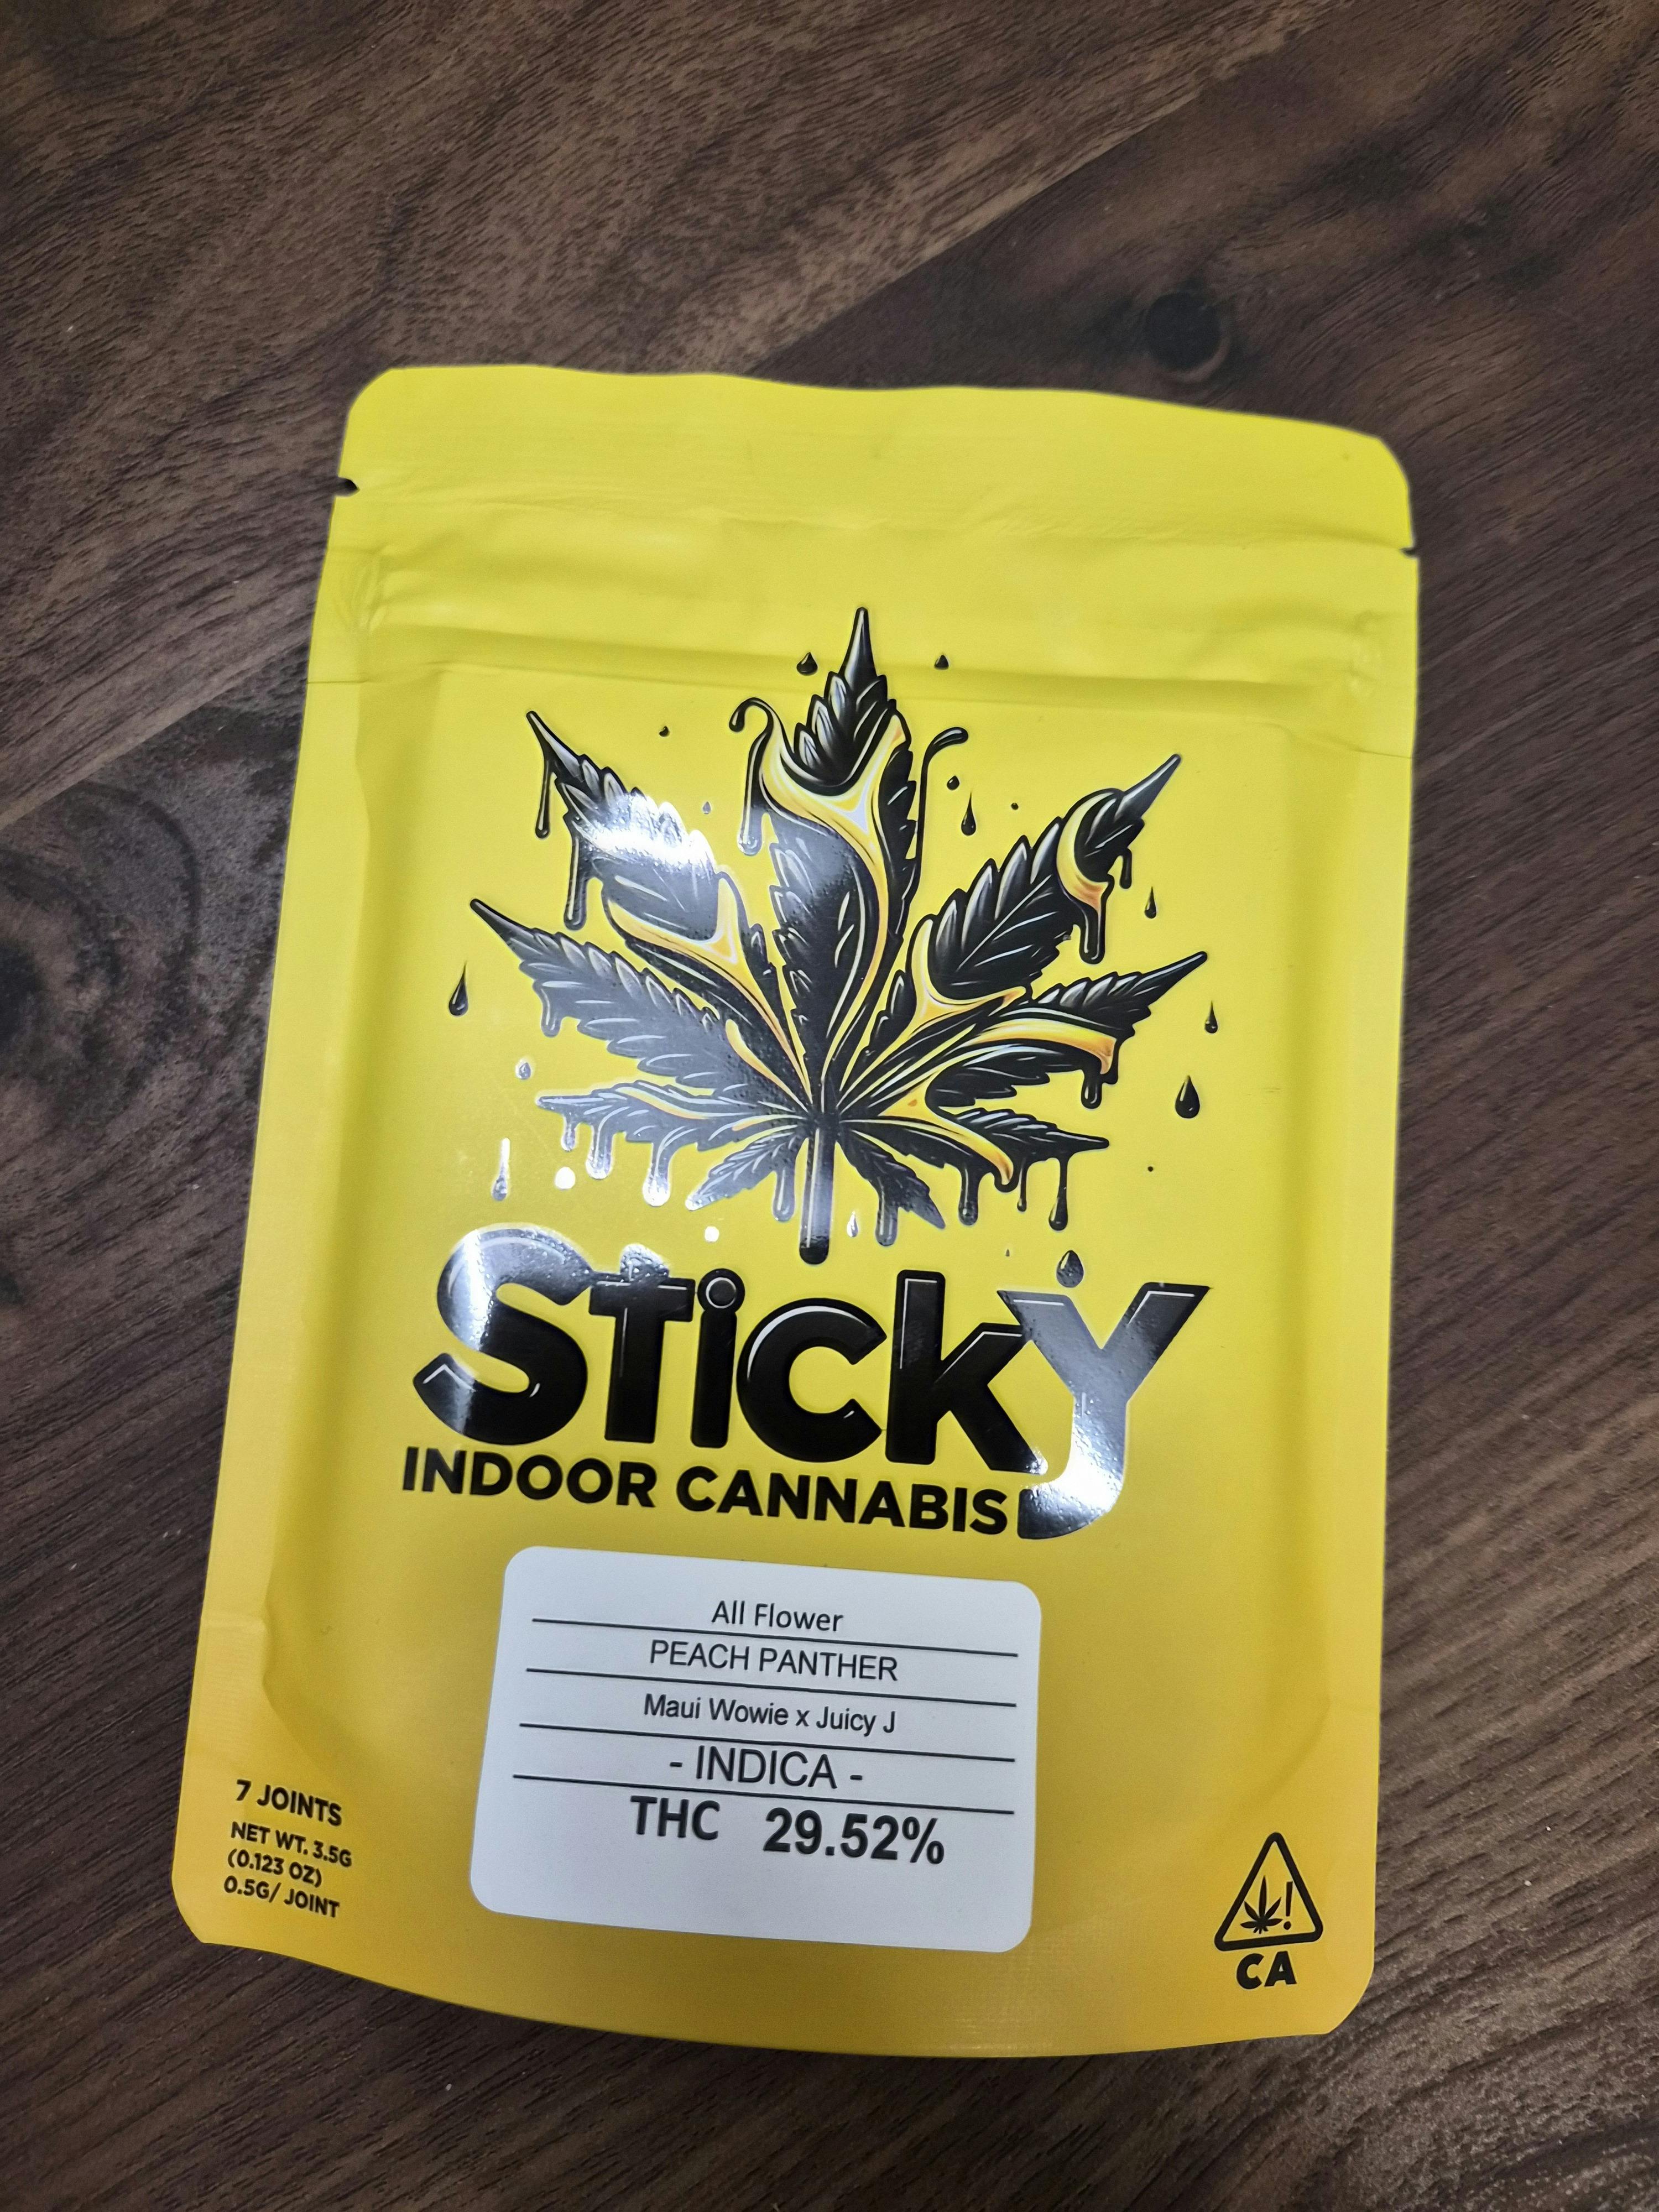 Sticky
INDOOR CANNABIS
All Flower
PEACH PANTHER
Maui Wowie x Juicy J
- INDICA -
THC 29.52%
7 JOINTS
NET WT. 3.5G
(0.123 OZ)
0.5G/ JOINT
!
CA